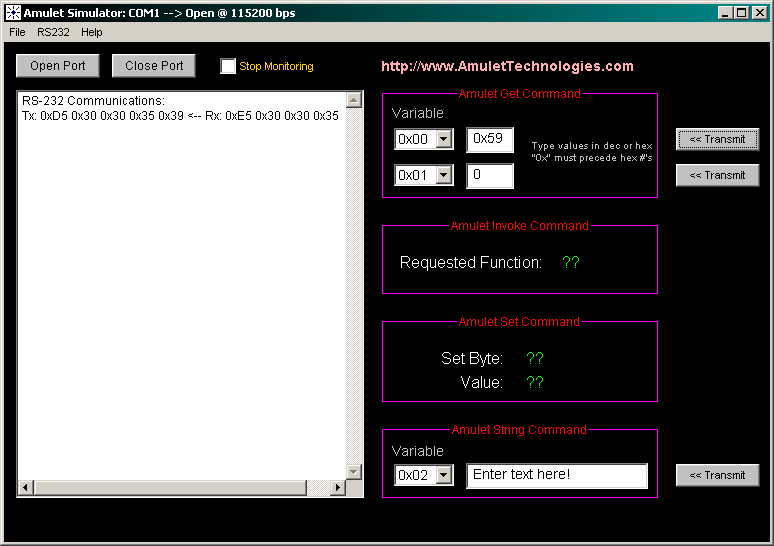 Amulet Simulator: COM1 --> Open @ 115200 bps
File RS232 Help
Open Port Close Port Stop Monitoring http://www.AmuletTechnologies.com
RS-232 Communications:
Tx: 0xD5 0x30 0x30 0x35 0x39 <-- Rx: 0xE5 0x30 0x30 0x35
Amulet Get Command
Variable
0x00 0x59 << Transmit
Type values in dec or hex
"0x" must precede hex #'s
0x01 0 << Transmit
Amulet Invoke Command
Requested Function: ??
Amulet Set Command
Set Byte: ??
Value: ??
Amulet String Command
Variable
0x02 Enter text here! << Transmit